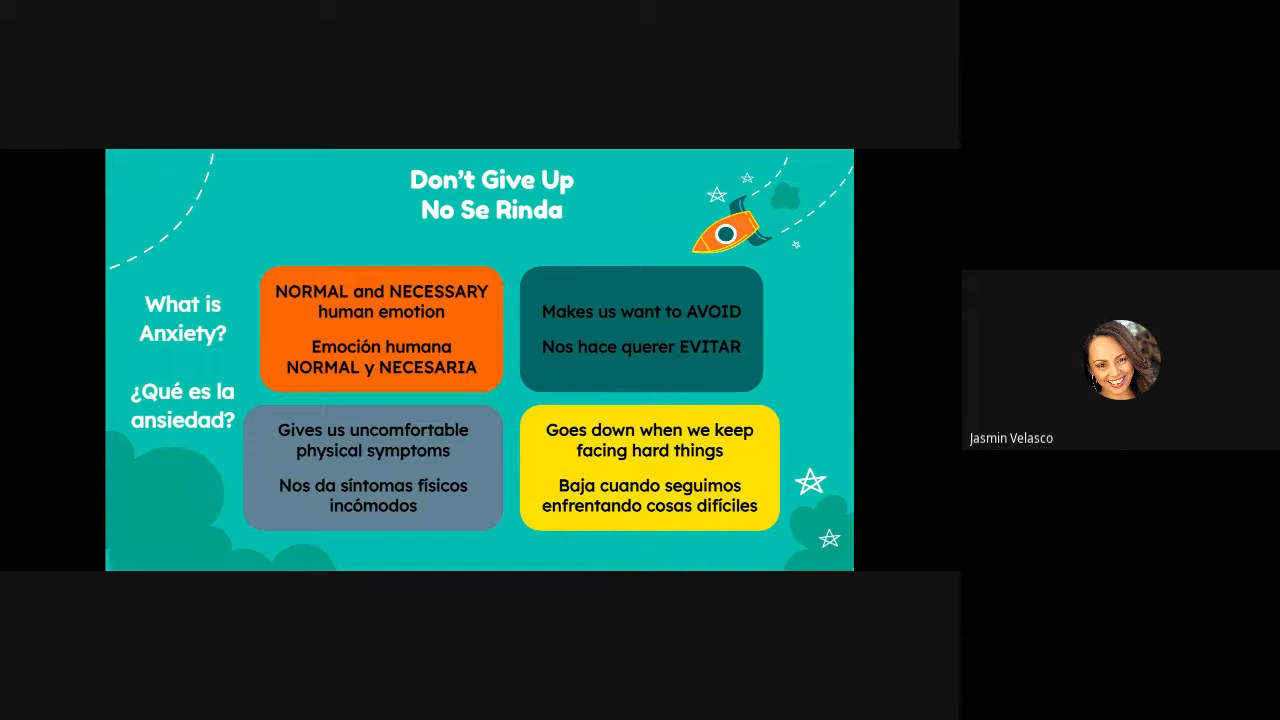 Don't Give Up
No Se Rinda
What is
Anxiety?
¿Qué es la
ansiedad?
NORMAL and NECESSARY
human emotion
Emoción humana
NORMAL y NECESARIA
Makes us want to AVOID
Nos hace querer EVITAR
Gives us uncomfortable
physical symptoms
Nos da síntomas físicos
incómodos
Goes down when we keep
facing hard things
Baja cuando seguimos
enfrentando cosas difíciles
Jasmin Velasco